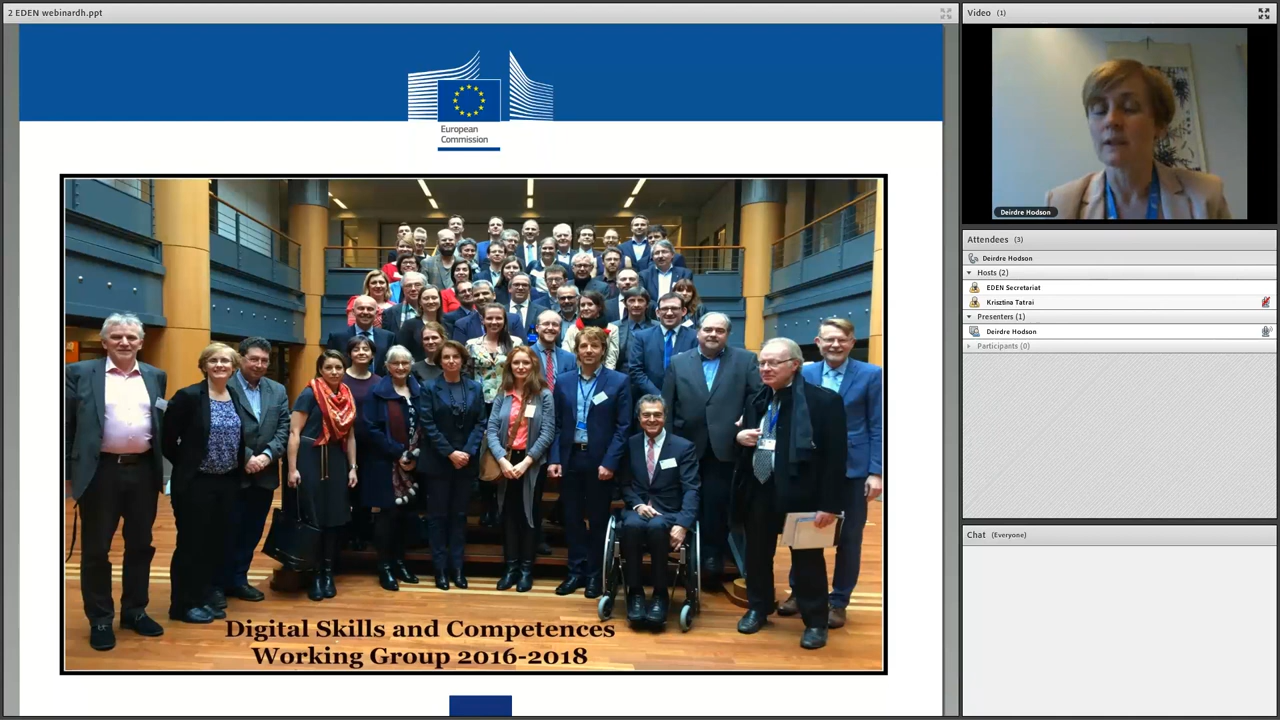 2 EDEN webinardh.ppt
European
Commission
Digital Skills and Competences
Working Group 2016-2018
Video (1)
Deirdre Hodson
Attendees (3)
Deirdre Hodson
Hosts (2)
EDEN Secretariat
Krisztina Tatrai
Presenters (1)
Deirdre Hodson
Participants (0)
Chat (Everyone)